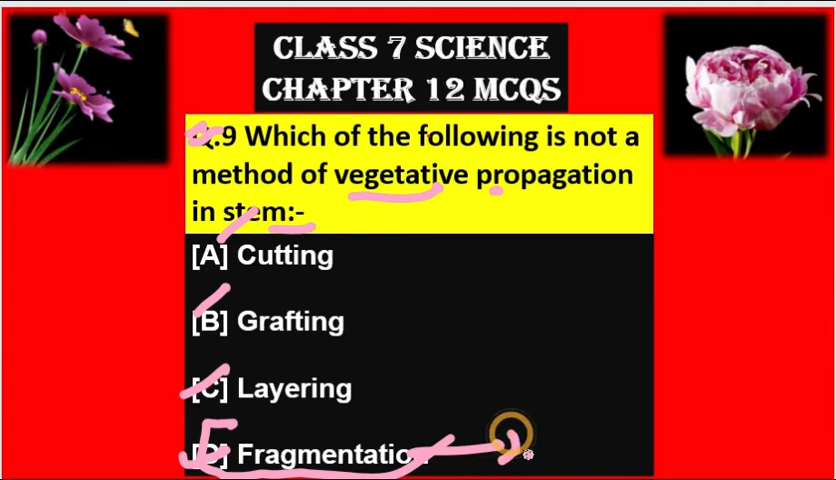 CLASS 7 SCIENCE
CHAPTER 12 MCQS
Q.9 Which of the following is not a
method of vegetative propagation
in stem:-
[A] Cutting
[B] Grafting
[C] Layering
[D] Fragmentation